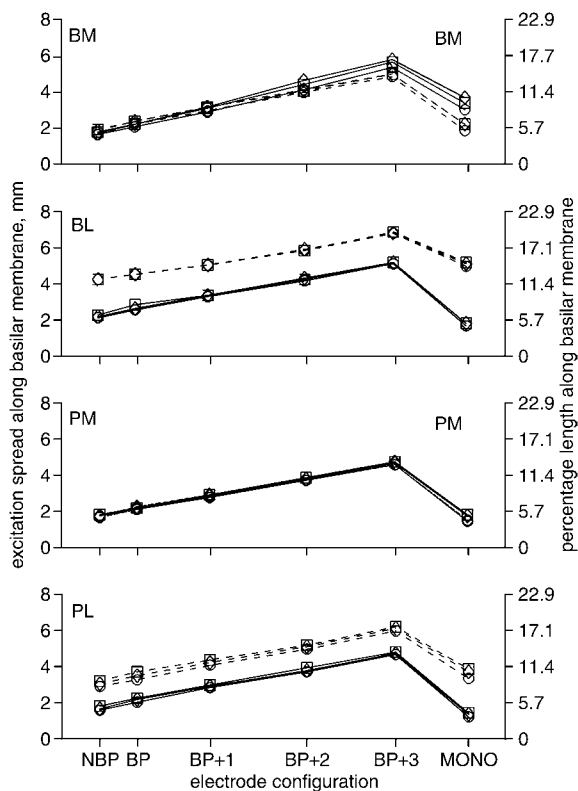 8 22.9
BM BM
6 17.7
4 11.4
2 5.7
0 0
8 22.9
BL
6 17.1
4 11.4
2 5.7
0 0
8 22.9
PM PM
6 17.1
4 11.4
2 5.7
0 0
8 22.9
PL
6 17.1
4 11.4
2 5.7
0 0
NBP BP BP+1 BP+2 BP+3 MONO
electrode configuration
excitation spread along basilar membrane, mm
percentage length along basilar membrane